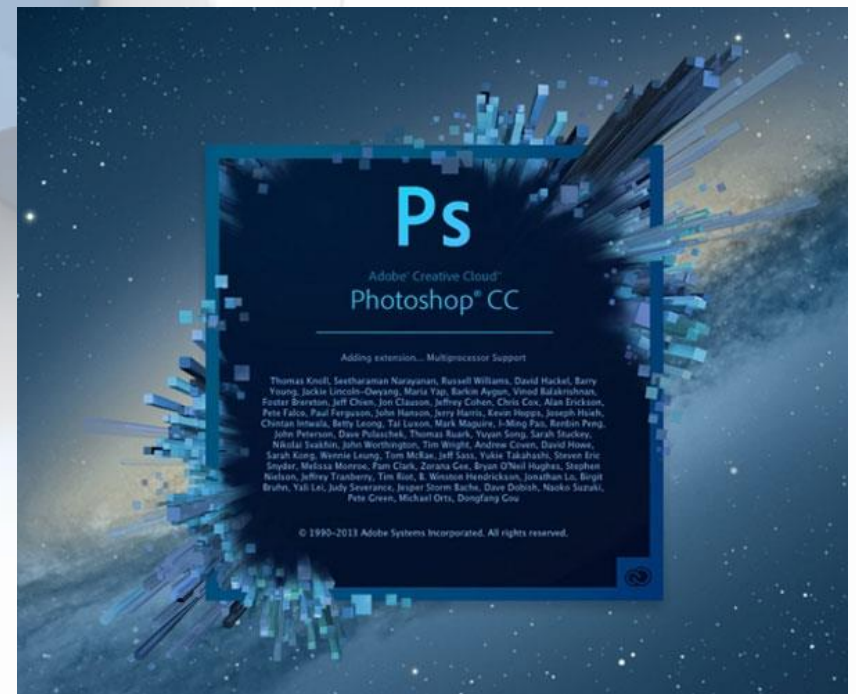 Ps
Adobe® Creative Cloud™
Photoshop® CC
Adding extension... Multiprocessor Support
Thomas Knoll, Seetharaman Narayanan, Russell Williams, David Hackel, Barry
Young, Jackie Lincoln-Owyang, Maria Yap, Barkin Aygun, Vinod Balakrishnan,
Foster Brereton, Jeff Chien, Jon Clauson, Jeffrey Cohen, Chris Cox, Alan Erickson,
Pete Falco, Paul Ferguson, John Hanson, Jerry Harris, Kevin Hopps, Joseph Hsieh,
Chintan Intwala, Betty Leong, Tai Luxon, Mark Maguire, I-Ming Pao, Renbin Peng,
John Peterson, Dave Polaschek, Thomas Ruark, Yuyan Song, Sarah Stuckey,
Nikolai Svakhin, John Worthington, Tim Wright, Andrew Coven, David Howe,
Sarah Kong, Wennie Leung, Tom McRae, Jeff Sass, Yukie Takahashi, Steven Eric
Snyder, Melissa Monroe, Pam Clark, Zorana Gee, Bryan O'Neil Hughes, Stephen
Nielson, Jeffrey Tranberry, Tim Riot, B. Winston Hendrickson, Jonathan Lo, Birgit
Bruhn, Yali Lei, Judy Severance, Jesper Storm Bache, Dave Dobish, Naoko Suzuki,
Pete Green, Michael Orts, Dongfang Gou
© 1990–2013 Adobe Systems Incorporated. All rights reserved.